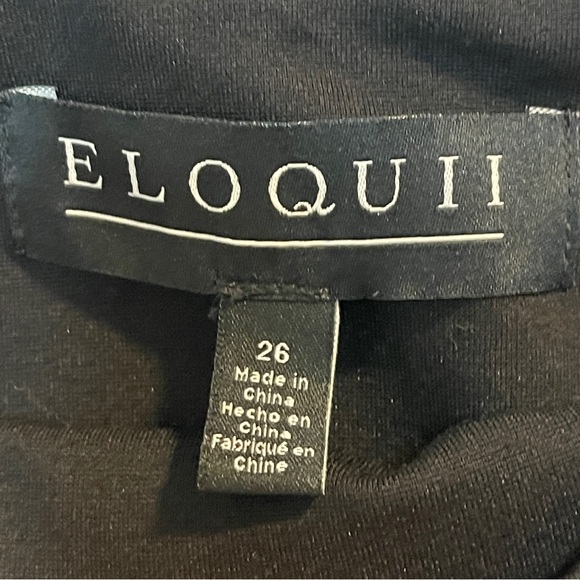 ELOQUII
26
Made in
China
Hecho en
China
Fabriqué en
Chine